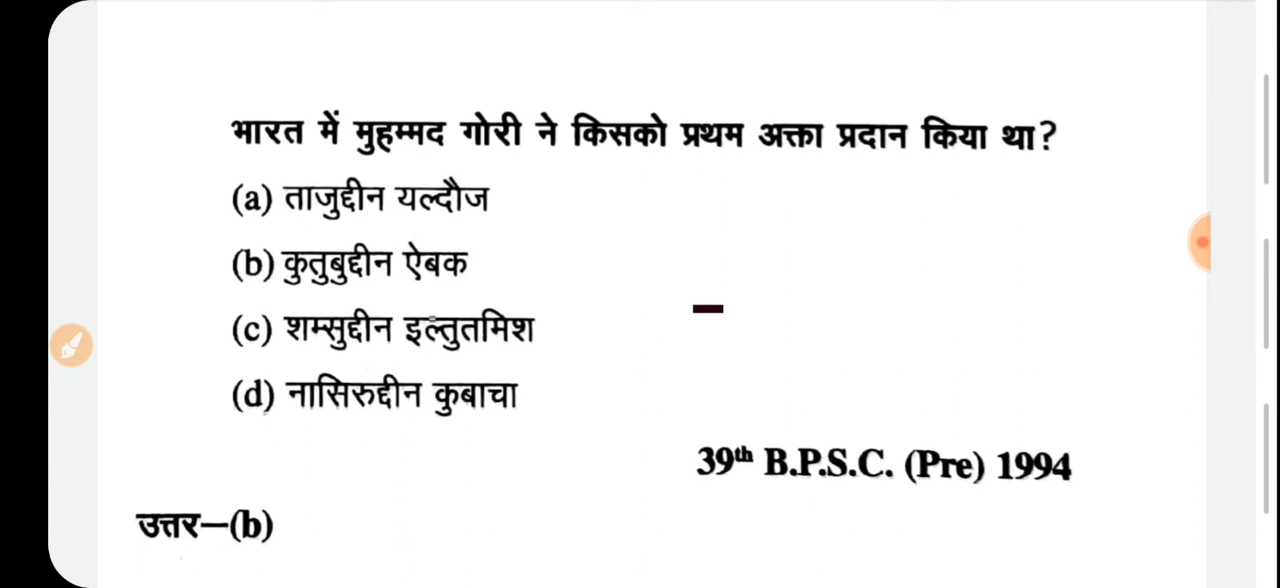 भारत में मुहम्मद गोरी ने किसको प्रथम अक्ता प्रदान किया था?
(a) ताजुद्दीन यल्दौज
(b) कुतुबुद्दीन ऐबक
(c) शम्सुद्दीन इल्तुतमिश
(d) नासिरुद्दीन कुबाचा
39th B.P.S.C. (Pre) 1994
उत्तर–(b)